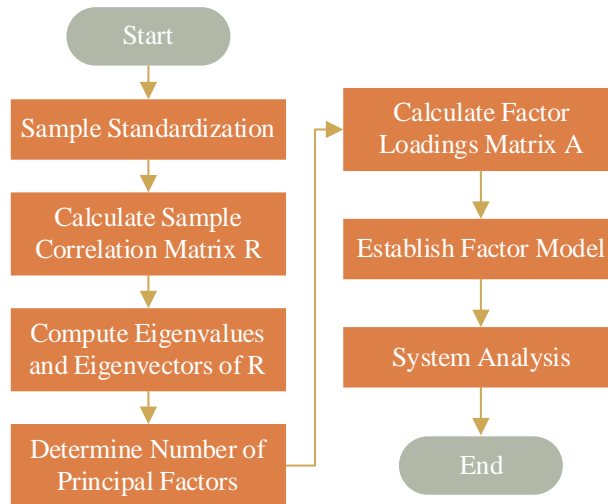 Start
Sample Standardization
Calculate Sample
Correlation Matrix R
Compute Eigenvalues
and Eigenvectors of R
Determine Number of
Principal Factors
Calculate Factor
Loadings Matrix A
Establish Factor Model
System Analysis
End